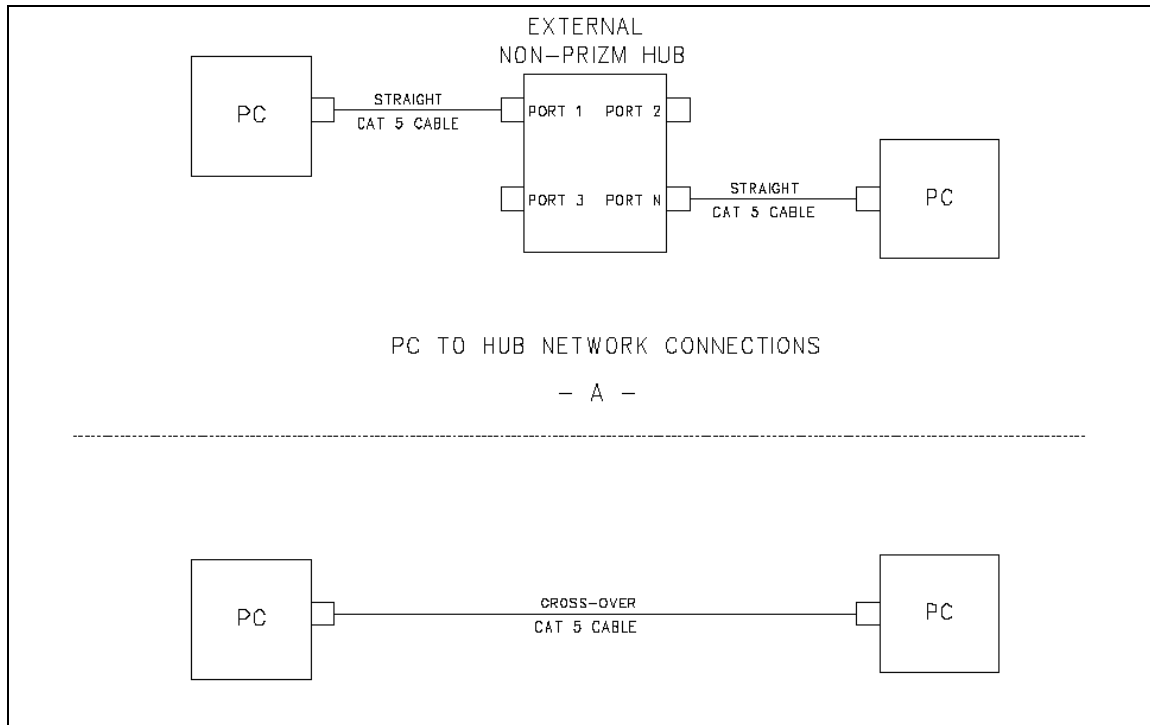 EXTERNAL
NON-PRIZM HUB
PC
STRAIGHT
CAT 5 CABLE
PORT 1
PORT 2
PORT 3
PORT N
STRAIGHT
CAT 5 CABLE
PC
PC TO HUB NETWORK CONNECTIONS
- A -
PC
CROSS-OVER
CAT 5 CABLE
PC